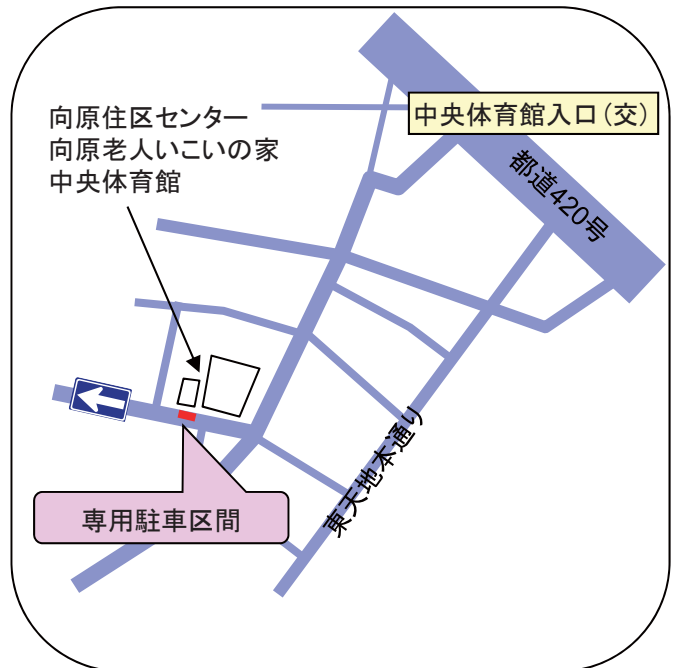 中央体育館入口（交）
向原住区センター
向原老人いこいの家
中央体育館
都道420号
東天地本通り
専用駐車区間